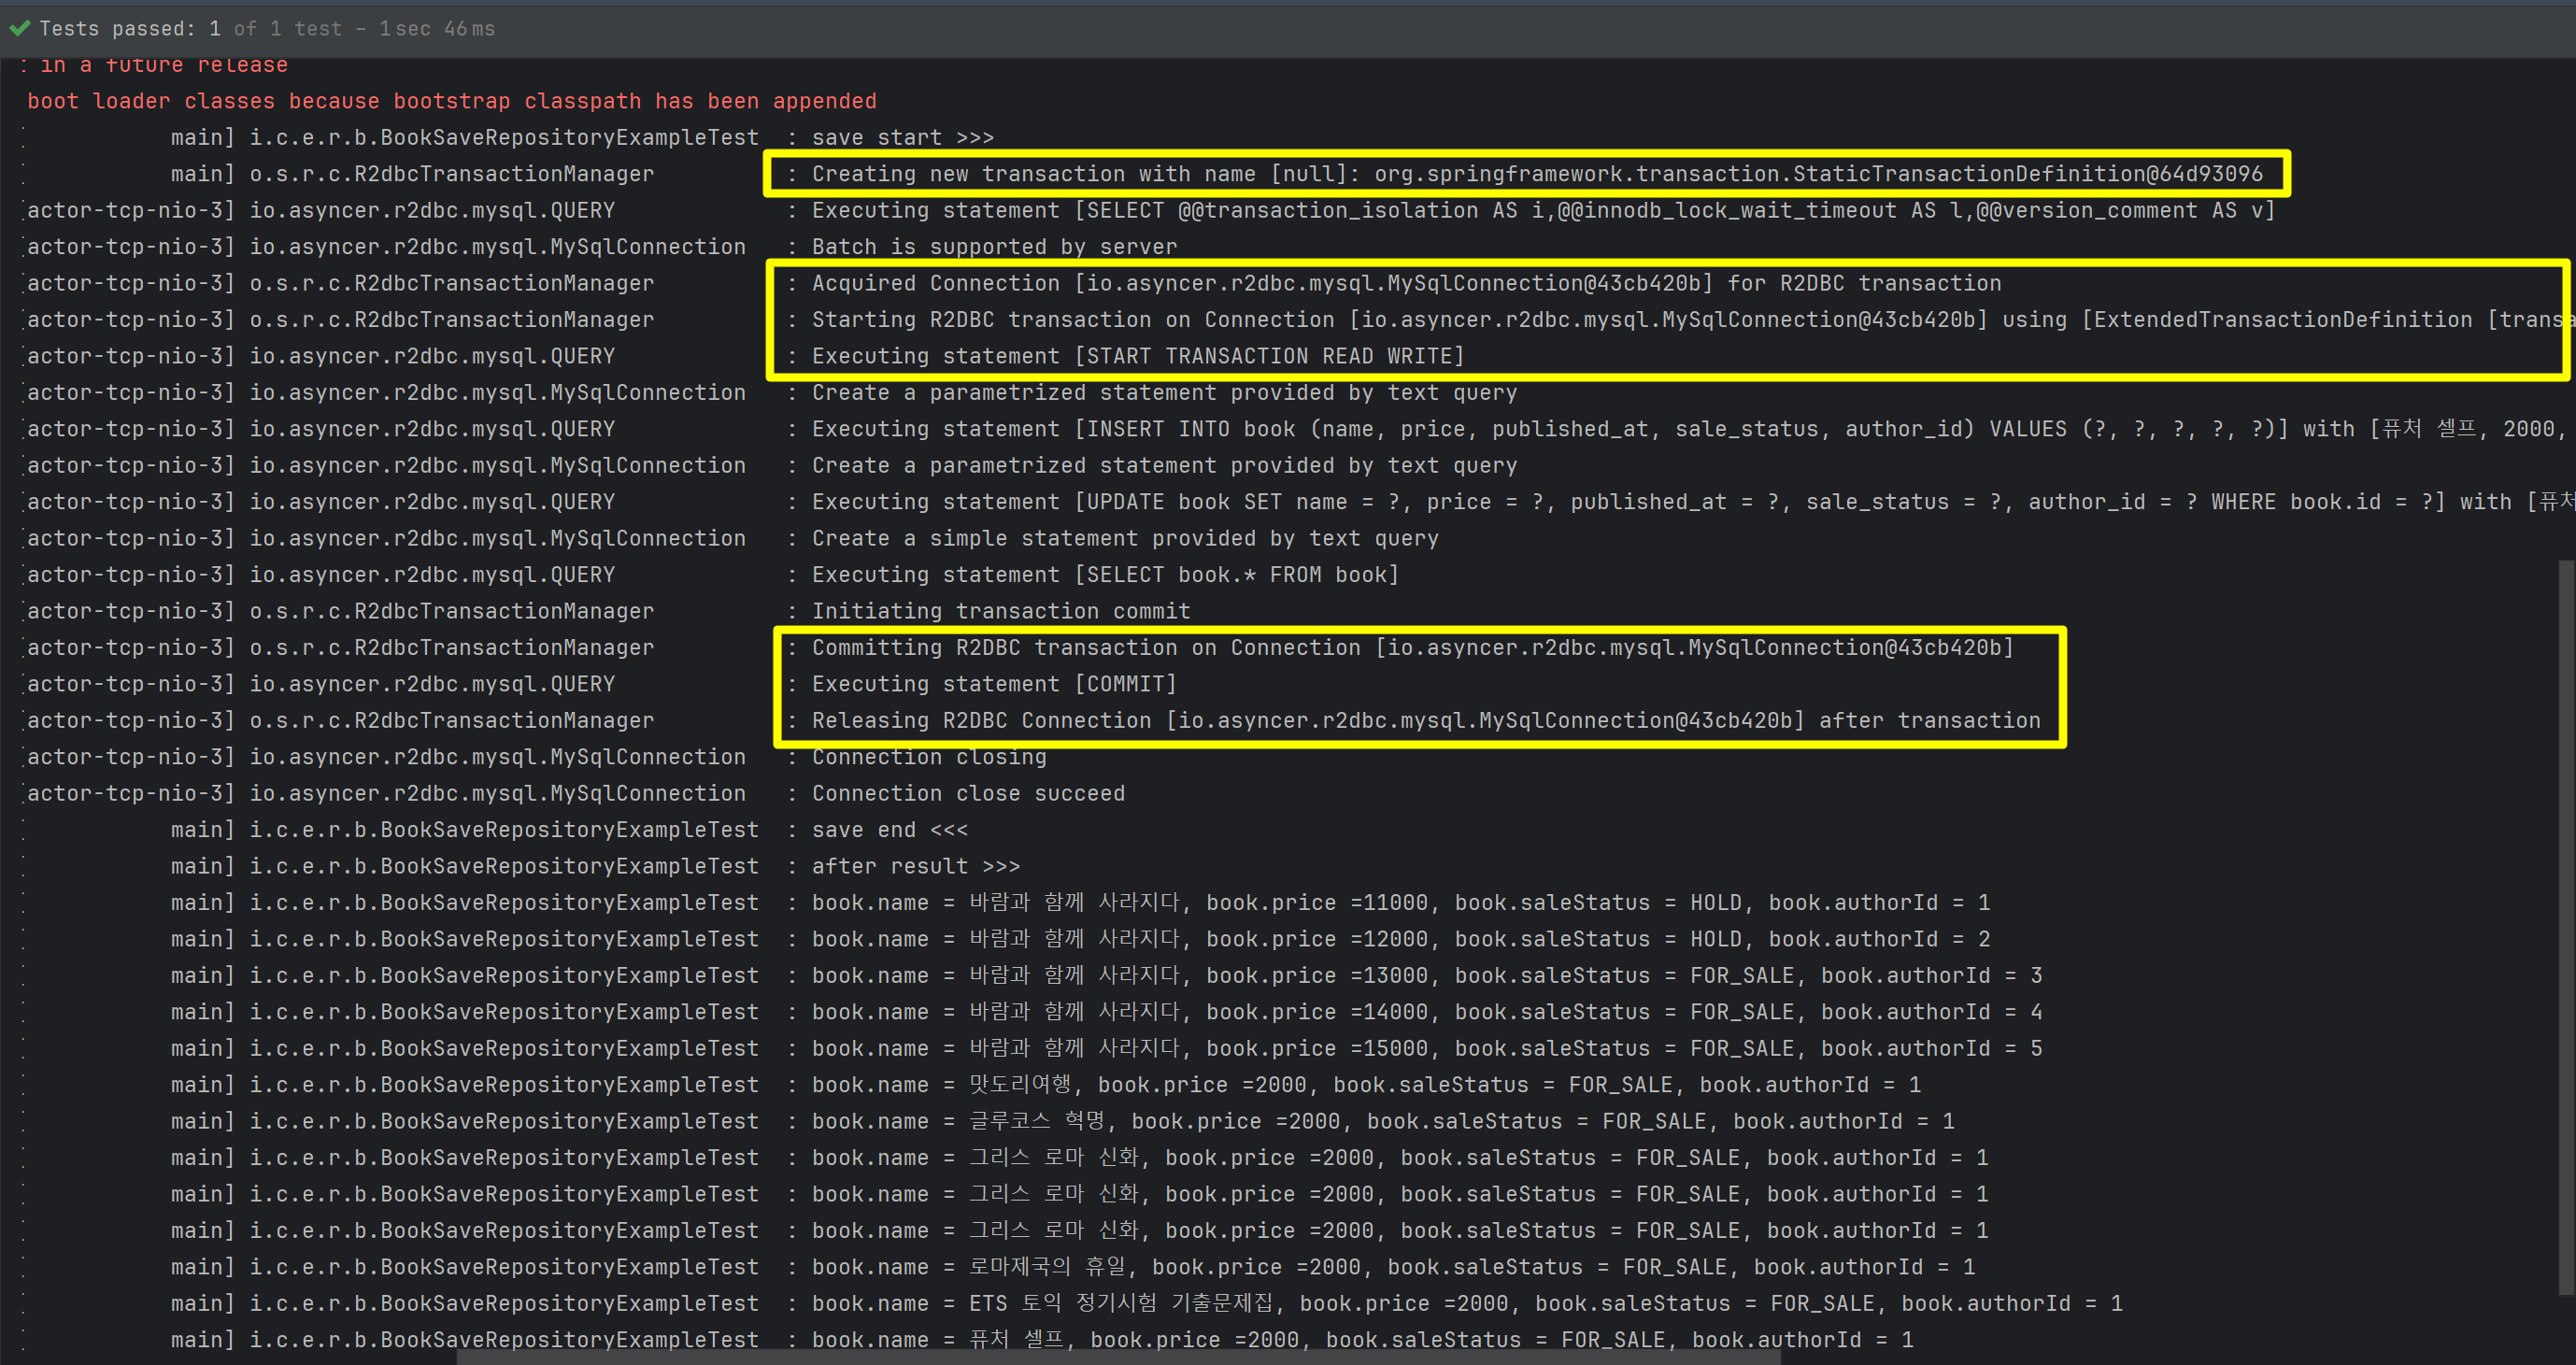 Tests passed: 1 of 1 test – 1 sec 46 ms
: in a future release
boot loader classes because bootstrap classpath has been appended
main] i.c.e.r.b.BookSaveRepositoryExampleTest : save start >>>
main] o.s.r.c.R2dbcTransactionManager : Creating new transaction with name [null]: org.springframework.transaction.StaticTransactionDefinition@64d93096
actor-tcp-nio-3] io.asyncer.r2dbc.mysql.QUERY : Executing statement [SELECT @@transaction_isolation AS i,@@innodb_lock_wait_timeout AS l,@@version_comment AS v]
actor-tcp-nio-3] io.asyncer.r2dbc.mysql.MySqlConnection : Batch is supported by server
actor-tcp-nio-3] o.s.r.c.R2dbcTransactionManager : Acquired Connection [io.asyncer.r2dbc.mysql.MySqlConnection@43cb420b] for R2DBC transaction
actor-tcp-nio-3] o.s.r.c.R2dbcTransactionManager : Starting R2DBC transaction on Connection [io.asyncer.r2dbc.mysql.MySqlConnection@43cb420b] using [ExtendedTransactionDefinition [transa
actor-tcp-nio-3] io.asyncer.r2dbc.mysql.QUERY : Executing statement [START TRANSACTION READ WRITE]
actor-tcp-nio-3] io.asyncer.r2dbc.mysql.MySqlConnection : Create a parametrized statement provided by text query
actor-tcp-nio-3] io.asyncer.r2dbc.mysql.QUERY : Executing statement [INSERT INTO book (name, price, published_at, sale_status, author_id) VALUES (?, ?, ?, ?, ?)] with [퓨처 셀프, 2000,
actor-tcp-nio-3] io.asyncer.r2dbc.mysql.MySqlConnection : Create a parametrized statement provided by text query
actor-tcp-nio-3] io.asyncer.r2dbc.mysql.QUERY : Executing statement [UPDATE book SET name = ?, price = ?, published_at = ?, sale_status = ?, author_id = ? WHERE book.id = ?] with [퓨처
actor-tcp-nio-3] io.asyncer.r2dbc.mysql.MySqlConnection : Create a simple statement provided by text query
actor-tcp-nio-3] io.asyncer.r2dbc.mysql.QUERY : Executing statement [SELECT book.* FROM book]
actor-tcp-nio-3] o.s.r.c.R2dbcTransactionManager : Initiating transaction commit
actor-tcp-nio-3] o.s.r.c.R2dbcTransactionManager : Committing R2DBC transaction on Connection [io.asyncer.r2dbc.mysql.MySqlConnection@43cb420b]
actor-tcp-nio-3] io.asyncer.r2dbc.mysql.QUERY : Executing statement [COMMIT]
actor-tcp-nio-3] o.s.r.c.R2dbcTransactionManager : Releasing R2DBC Connection [io.asyncer.r2dbc.mysql.MySqlConnection@43cb420b] after transaction
actor-tcp-nio-3] io.asyncer.r2dbc.mysql.MySqlConnection : Connection closing
actor-tcp-nio-3] io.asyncer.r2dbc.mysql.MySqlConnection : Connection close succeed
main] i.c.e.r.b.BookSaveRepositoryExampleTest : save end <<<
main] i.c.e.r.b.BookSaveRepositoryExampleTest : after result >>>
main] i.c.e.r.b.BookSaveRepositoryExampleTest : book.name = 바람과 함께 사라지다, book.price =11000, book.saleStatus = HOLD, book.authorId = 1
main] i.c.e.r.b.BookSaveRepositoryExampleTest : book.name = 바람과 함께 사라지다, book.price =12000, book.saleStatus = HOLD, book.authorId = 2
main] i.c.e.r.b.BookSaveRepositoryExampleTest : book.name = 바람과 함께 사라지다, book.price =13000, book.saleStatus = FOR_SALE, book.authorId = 3
main] i.c.e.r.b.BookSaveRepositoryExampleTest : book.name = 바람과 함께 사라지다, book.price =14000, book.saleStatus = FOR_SALE, book.authorId = 4
main] i.c.e.r.b.BookSaveRepositoryExampleTest : book.name = 바람과 함께 사라지다, book.price =15000, book.saleStatus = FOR_SALE, book.authorId = 5
main] i.c.e.r.b.BookSaveRepositoryExampleTest : book.name = 맛도리여행, book.price =2000, book.saleStatus = FOR_SALE, book.authorId = 1
main] i.c.e.r.b.BookSaveRepositoryExampleTest : book.name = 글루코스 혁명, book.price =2000, book.saleStatus = FOR_SALE, book.authorId = 1
main] i.c.e.r.b.BookSaveRepositoryExampleTest : book.name = 그리스 로마 신화, book.price =2000, book.saleStatus = FOR_SALE, book.authorId = 1
main] i.c.e.r.b.BookSaveRepositoryExampleTest : book.name = 그리스 로마 신화, book.price =2000, book.saleStatus = FOR_SALE, book.authorId = 1
main] i.c.e.r.b.BookSaveRepositoryExampleTest : book.name = 그리스 로마 신화, book.price =2000, book.saleStatus = FOR_SALE, book.authorId = 1
main] i.c.e.r.b.BookSaveRepositoryExampleTest : book.name = 로마제국의 휴일, book.price =2000, book.saleStatus = FOR_SALE, book.authorId = 1
main] i.c.e.r.b.BookSaveRepositoryExampleTest : book.name = ETS 토익 정기시험 기출문제집, book.price =2000, book.saleStatus = FOR_SALE, book.authorId = 1
main] i.c.e.r.b.BookSaveRepositoryExampleTest : book.name = 퓨처 셀프, book.price =2000, book.saleStatus = FOR_SALE, book.authorId = 1